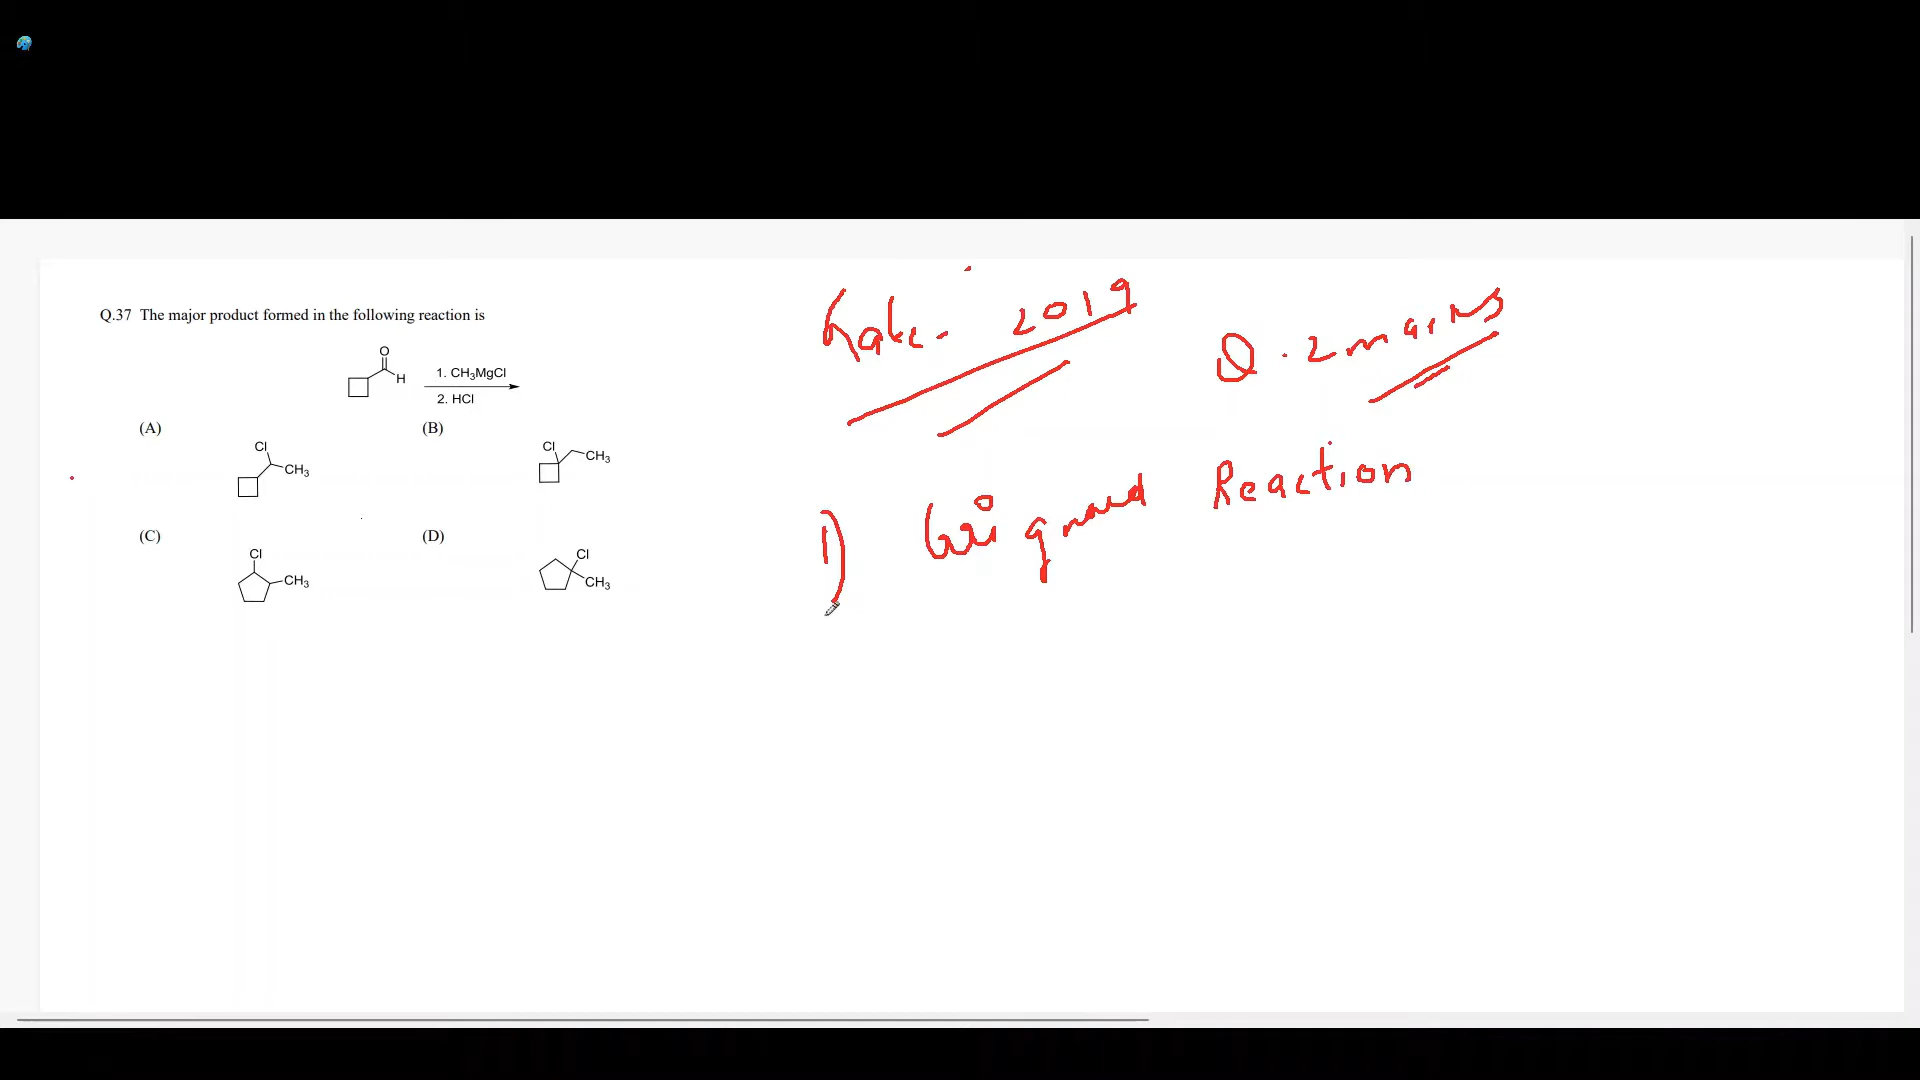 Q.37 The major product formed in the following reaction is
O
H
1. CH₃MgCl
2. HCl
(A)
Cl
CH₃
(B)
Cl
CH₃
(C)
Cl
CH₃
(D)
Cl
CH₃
Gate - 2019
Q. 2 marks
1) Grignard Reaction